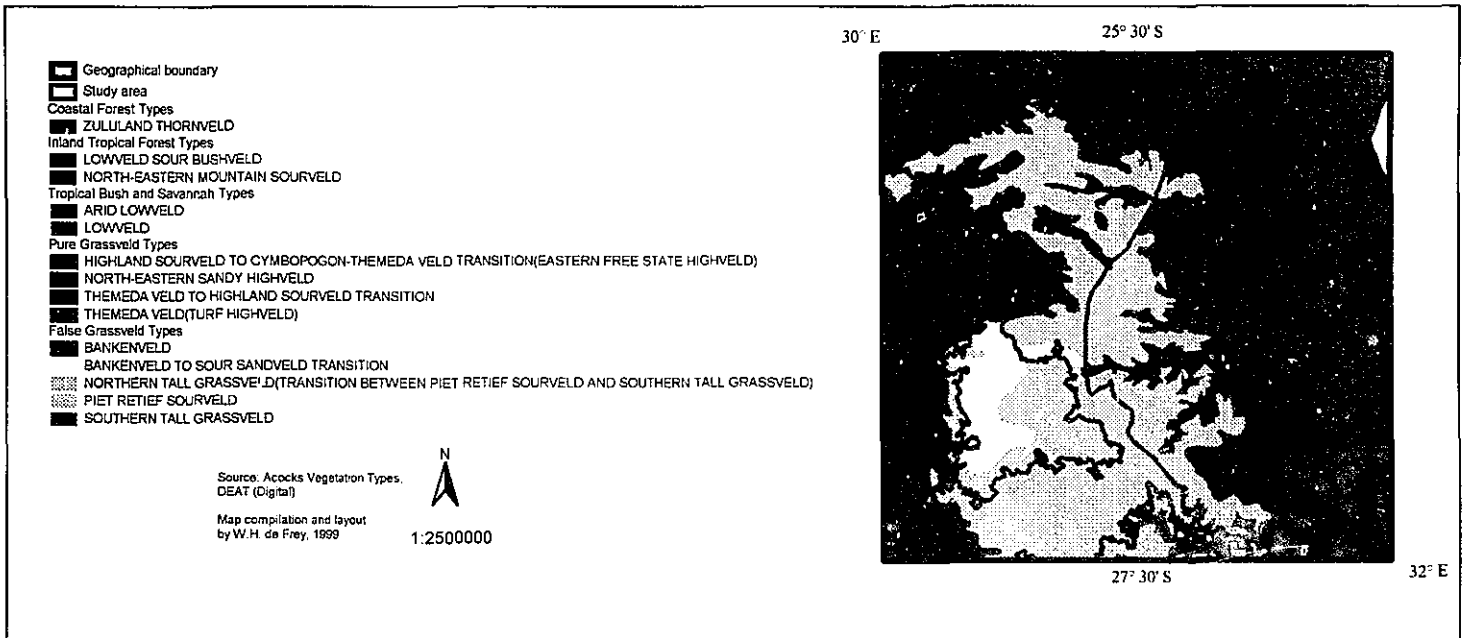 Geographical boundary
Study area
Coastal Forest Types
ZULULAND THORNVELD
Inland Tropical Forest Types
LOWVELD SOUR BUSHVELD
NORTH-EASTERN MOUNTAIN SOURVELD
Tropical Bush and Savannah Types
ARID LOWVELD
LOWVELD
Pure Grassveld Types
HIGHLAND SOURVELD TO CYMBOPOGON-THEMEDA VELD TRANSITION(EASTERN FREE STATE HIGHVELD)
NORTH-EASTERN SANDY HIGHVELD
THEMEDA VELD TO HIGHLAND SOURVELD TRANSITION
THEMEDA VELD(TURF HIGHVELD)
False Grassveld Types
BANKENVELD
BANKENVELD TO SOUR SANDVELD TRANSITION
NORTHERN TALL GRASSVELD(TRANSITION BETWEEN PIET RETIEF SOURVELD AND SOUTHERN TALL GRASSVELD)
PIET RETIEF SOURVELD
SOUTHERN TALL GRASSVELD
N
Source: Acocks Vegetation Types,
DEAT (Digital)
Map compilation and layout
by W.H. de Frey, 1999
1:2500000
30° E
25° 30' S
27° 30' S
32° E